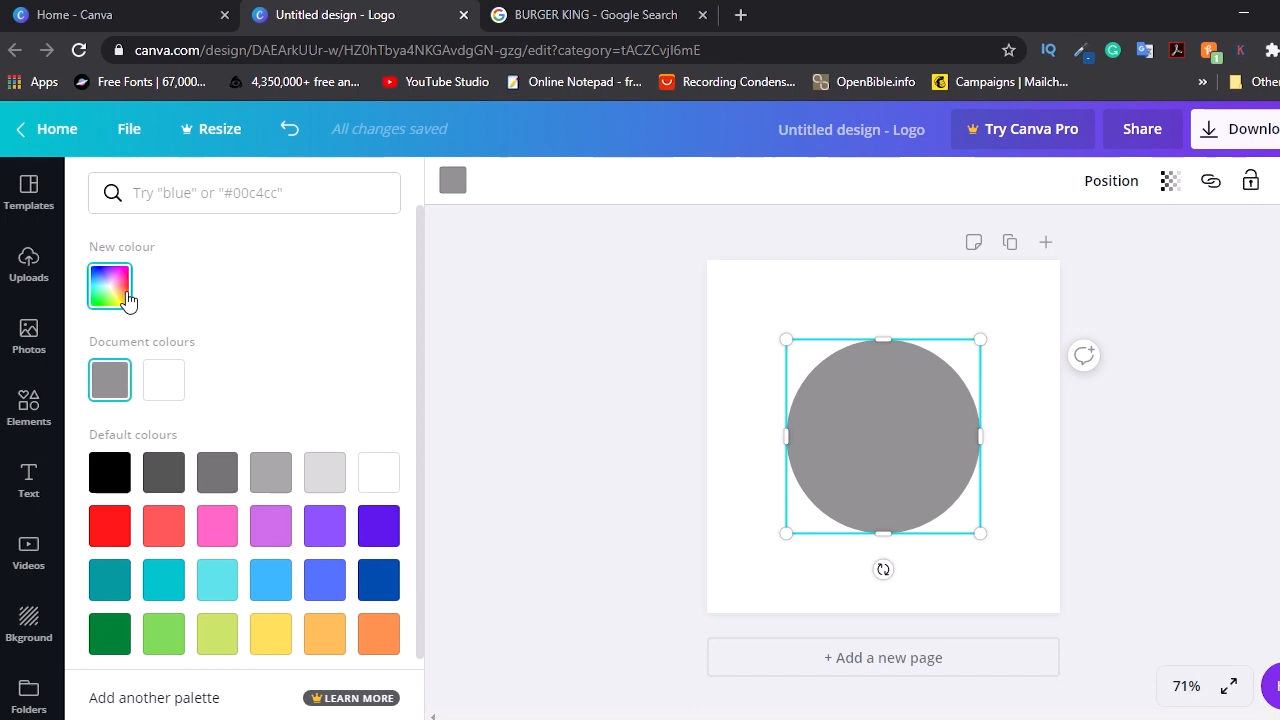 Home - Canva
Untitled design - Logo
BURGER KING - Google Search
canva.com/design/DAEArkUUr-w/HZ0hTbya4NKGAvdgGN-gzg/edit?category=tACZCvjI6mE
IQ
K
1
Apps
Free Fonts | 67,000...
4,350,000+ free an...
YouTube Studio
Online Notepad - fr...
Recording Condens...
OpenBible.info
Campaigns | Mailch...
»
Othe
Home
File
Resize
All changes saved
Untitled design - Logo
Try Canva Pro
Share
Downlo
Templates
Uploads
Photos
Elements
Text
Videos
Bkground
Folders
Try "blue" or "#00c4cc"
New colour
Document colours
Default colours
Add another palette
LEARN MORE
Position
+ Add a new page
71%